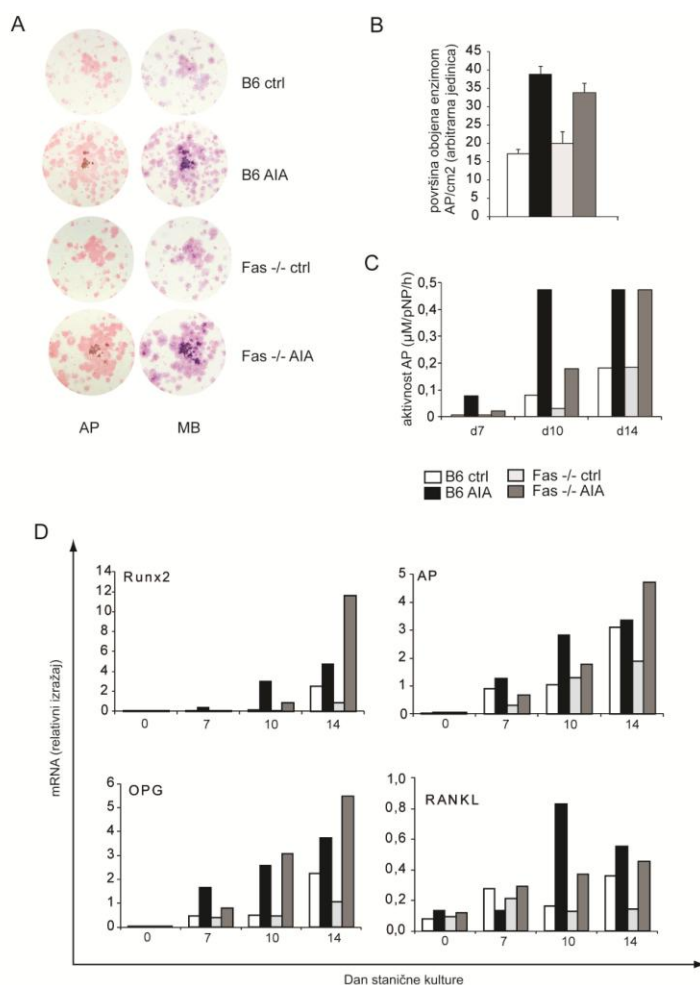 A
B6 ctrl
B6 AIA
Fas -/- ctrl
Fas -/- AIA
AP MB
B
površina obojena enzimom
AP/cm2 (arbitrarna jedinica)
45
40
35
30
25
20
15
10
5
0
C
aktivnost AP (µM/pNP/h)
0,5
0,4
0,3
0,2
0,1
0
d7 d10 d14
B6 ctrl Fas -/- ctrl
B6 AIA Fas -/- AIA
D
mRNA (relativni izražaj)
Runx2
14
12
10
8
6
4
2
0
0 7 10 14
AP
5
4
3
2
1
0
0 7 10 14
OPG
6
5
4
3
2
1
0
0 7 10 14
RANKL
1,0
0,8
0,6
0,4
0,2
0,0
0 7 10 14
Dan stanične kulture